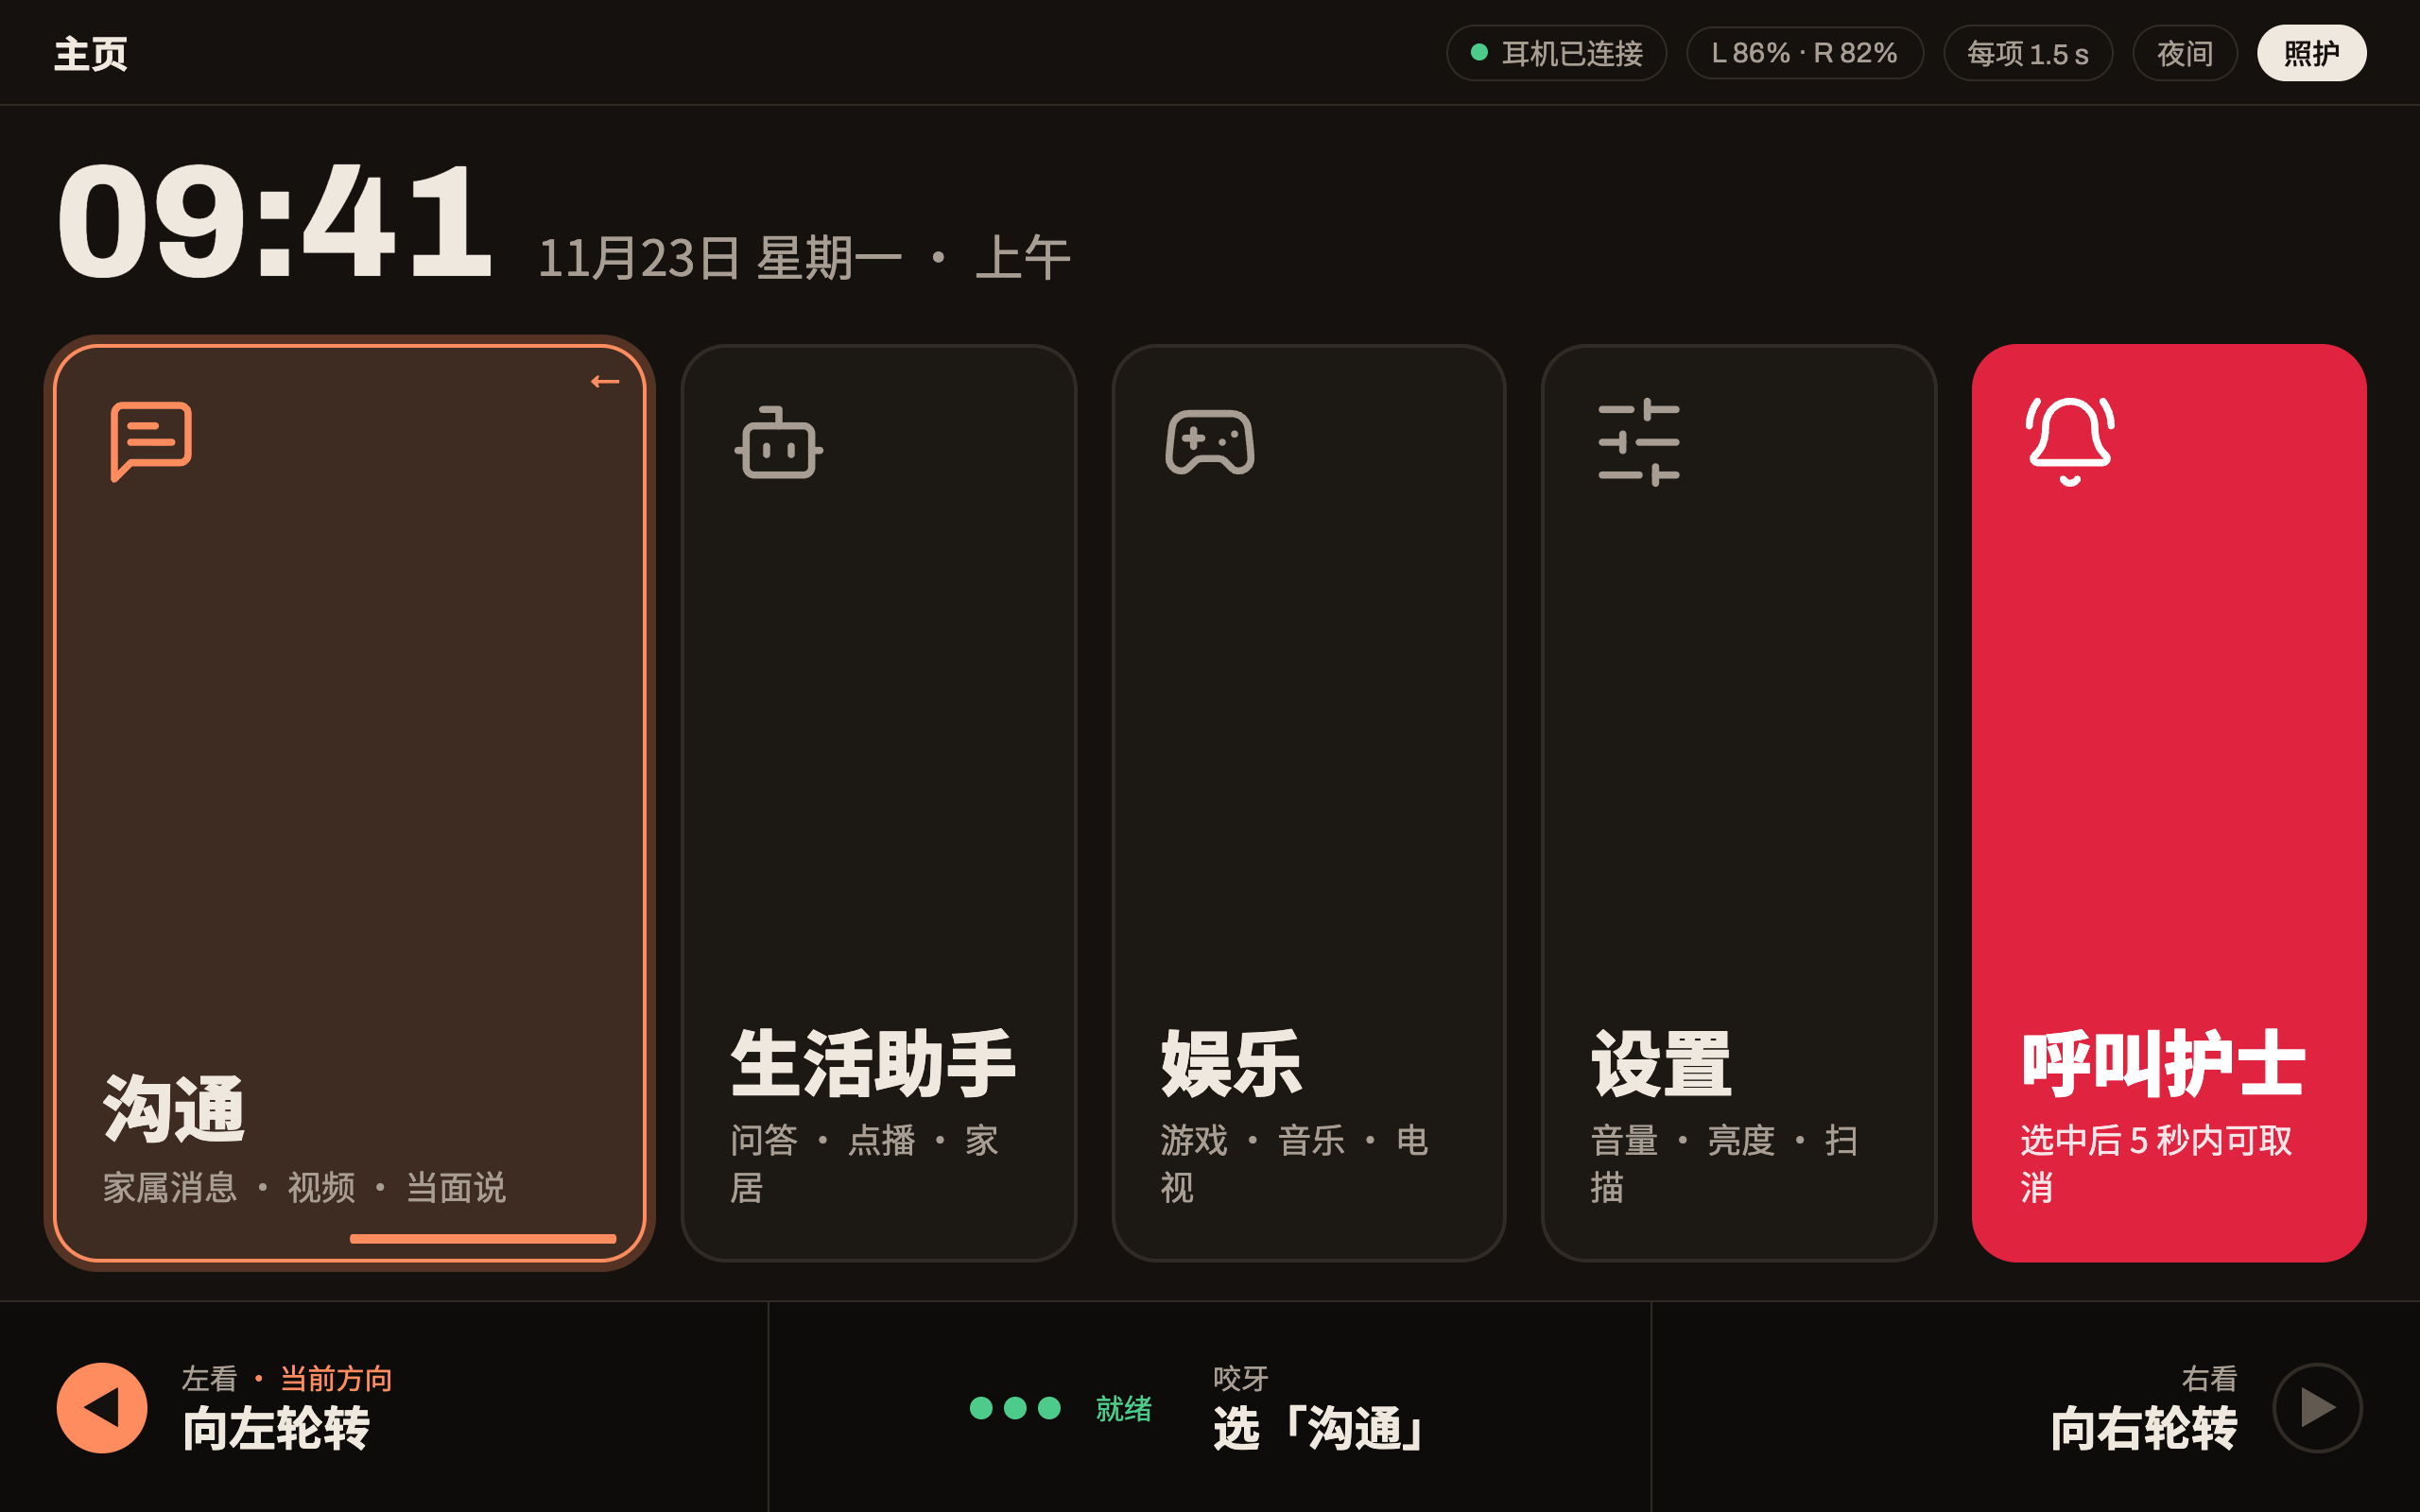 主页
耳机已连接
L 86% · R 82%
每项 1.5 s
夜间
照护
09:41
11月23日 星期一 · 上午
←
沟通
家属消息 · 视频 · 当面说
生活助手
问答 · 点播 · 家
居
娱乐
游戏 · 音乐 · 电
视
设置
音量 · 亮度 · 扫
描
呼叫护士
选中后 5 秒内可取
消
左看 · 当前方向
向左轮转
就绪
咬牙
选「沟通」
右看
向右轮转